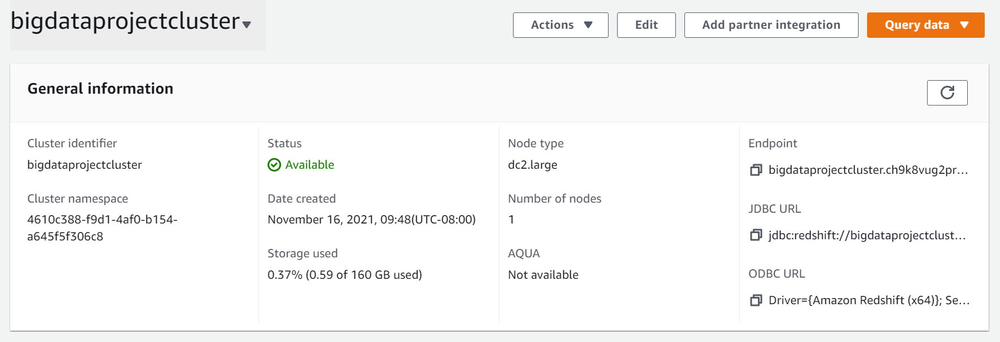 bigdataprojectcluster
Actions
Edit
Add partner integration
Query data
General information
Cluster identifier
bigdataprojectcluster
Cluster namespace
4610c388-f9d1-4af0-b154-
a645f5f306c8
Status
Available
Date created
November 16, 2021, 09:48(UTC-08:00)
Storage used
0.37% (0.59 of 160 GB used)
Node type
dc2.large
Number of nodes
1
AQUA
Not available
Endpoint
bigdataprojectcluster.ch9k8vug2pr...
JDBC URL
jdbc:redshift://bigdataprojectclust...
ODBC URL
Driver={Amazon Redshift (x64)}; Se...